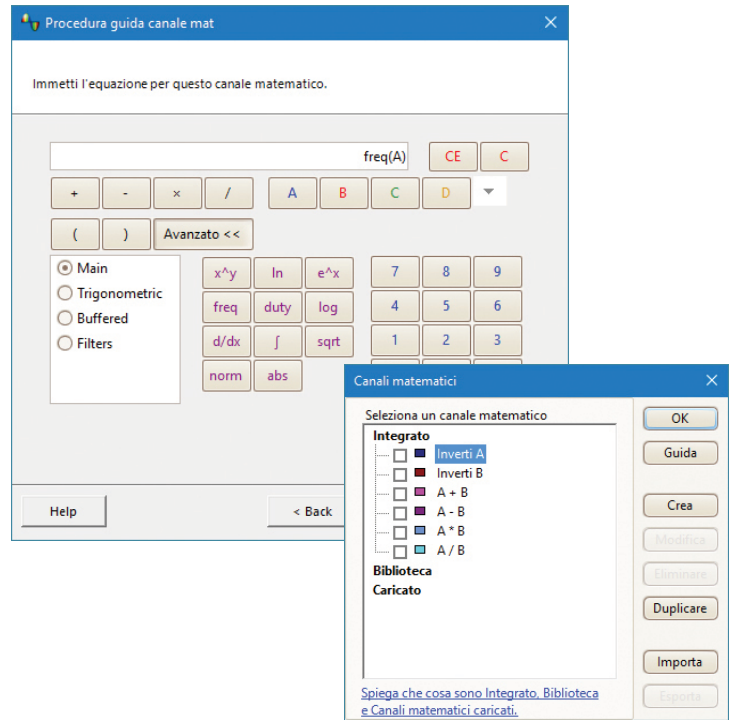 Procedura guida canale mat
Immetti l'equazione per questo canale matematico.
freq(A) CE C
+ - × / A B C D
( ) Avanzato <<
Main
Trigonometric
Buffered
Filters
x^y ln e^x 7 8 9
freq duty log 4 5 6
d/dx ∫ sqrt 1 2 3
norm abs
Help < Back
Canali matematici
Seleziona un canale matematico
Integrato
Inverti A
Inverti B
A + B
A - B
A * B
A / B
Biblioteca
Caricato
OK
Guida
Crea
Modifica
Eliminare
Duplicare
Importa
Esporta
Spiega che cosa sono Integrato, Biblioteca
e Canali matematici caricati.